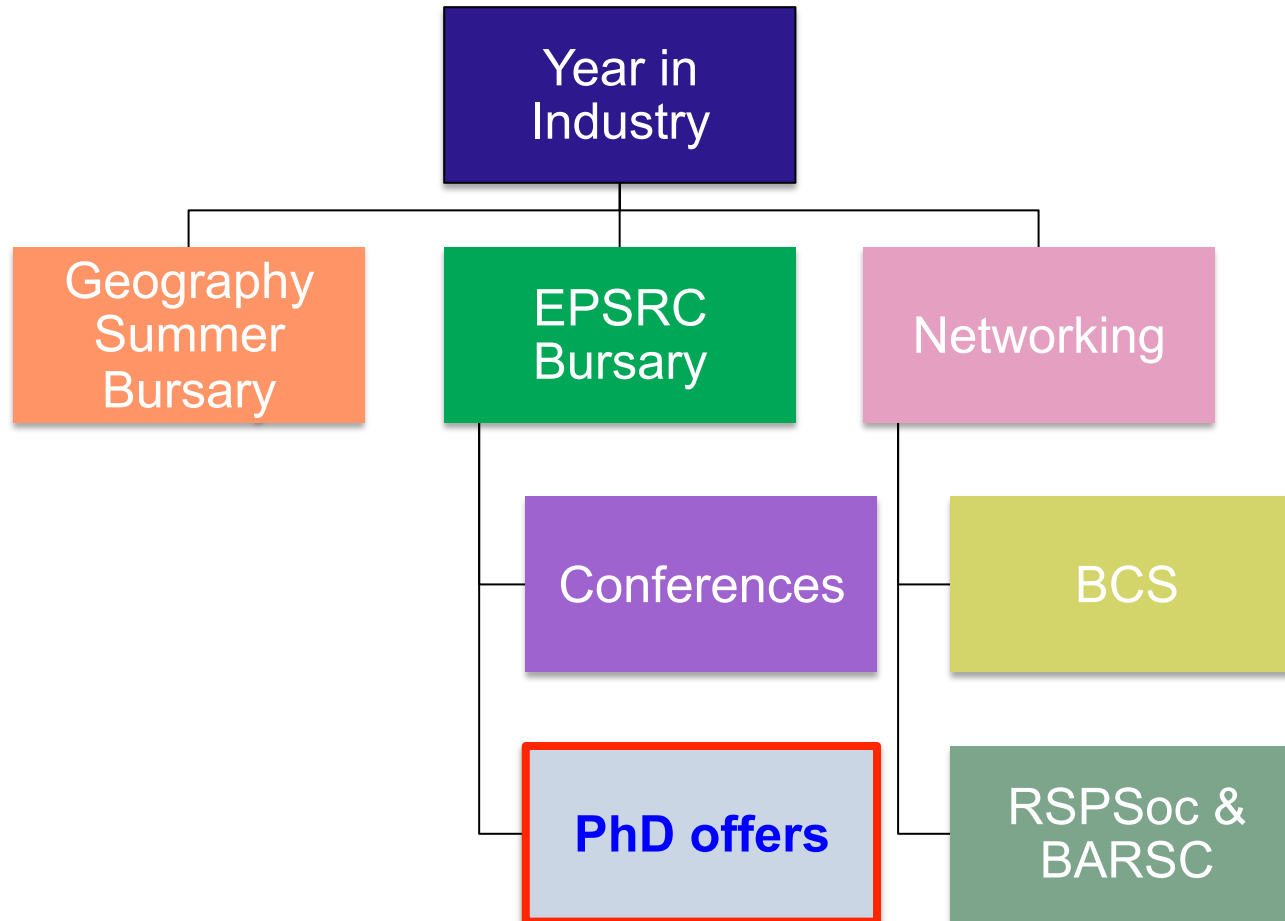 Year in
Industry
Geography
Summer
Bursary
EPSRC
Bursary
Networking
Conferences
BCS
PhD offers
RSPSoc &
BARSC